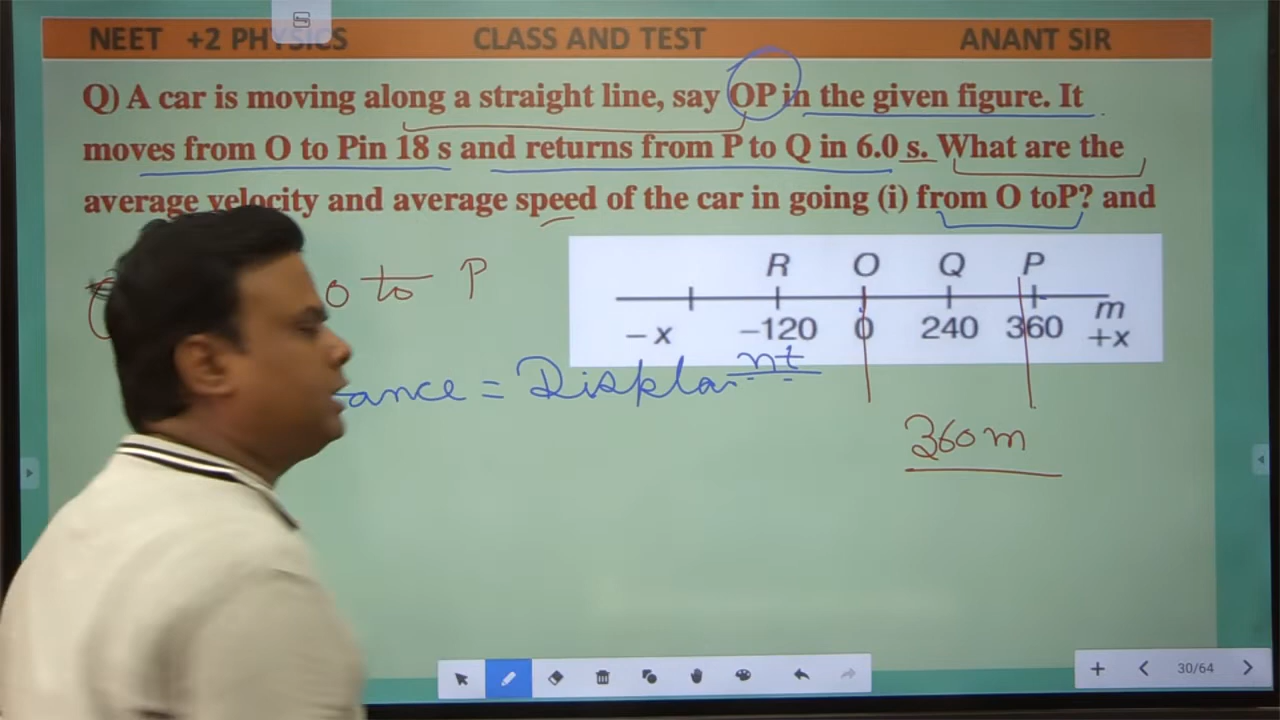 NEET +2 PHYSICS CLASS AND TEST ANANT SIR
Q) A car is moving along a straight line, say OP in the given figure. It
moves from O to Pin 18 s and returns from P to Q in 6.0 s. What are the
average velocity and average speed of the car in going (i) from O toP? and
O to P
R O Q P
m
-x -120 0 240 360 +x
ance = Displa nt
360m
30/64